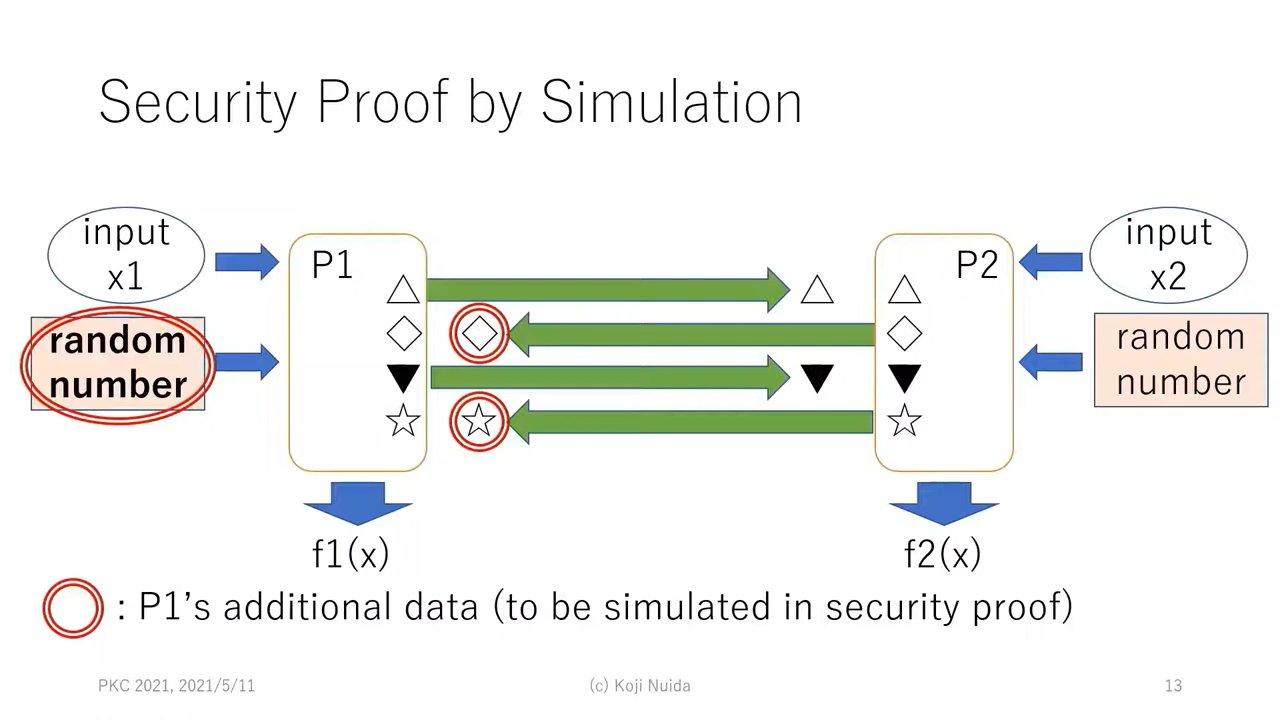 Security Proof by Simulation
input
x1
P1
P2
input
x2
random
number
random
number
f1(x)
f2(x)
: P1’s additional data (to be simulated in security proof)
PKC 2021, 2021/5/11
(c) Koji Nuida
13